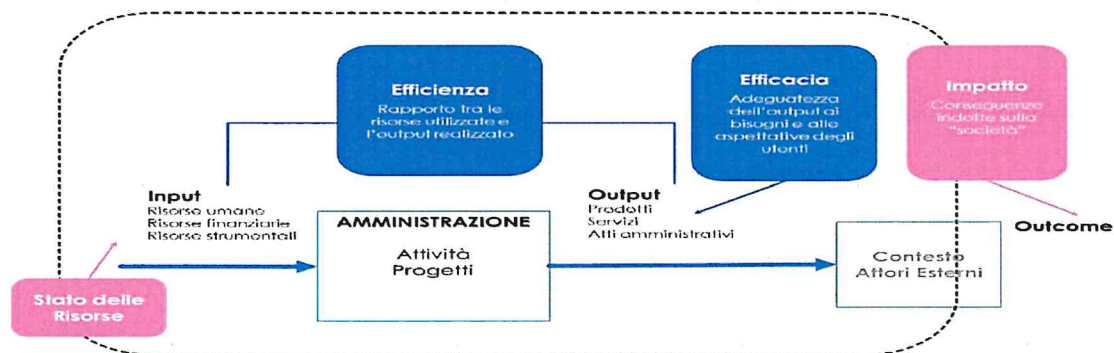 Efficienza
Rapporto tra le
risorse utilizzate e
l'output realizzato
Efficacia
Adeguatezza
dell'output ai
bisogni e alle
aspettative degli
utenti
Impatto
Conseguenze
indotte sulla
"società"
Input
Risorse umane
Risorse finanziarie
Risorse strumentali
AMMINISTRAZIONE
Attività
Progetti
Output
Prodotti
Servizi
Atti amministrativi
Contesto
Attori Esterni
Outcome
Stato delle
Risorse